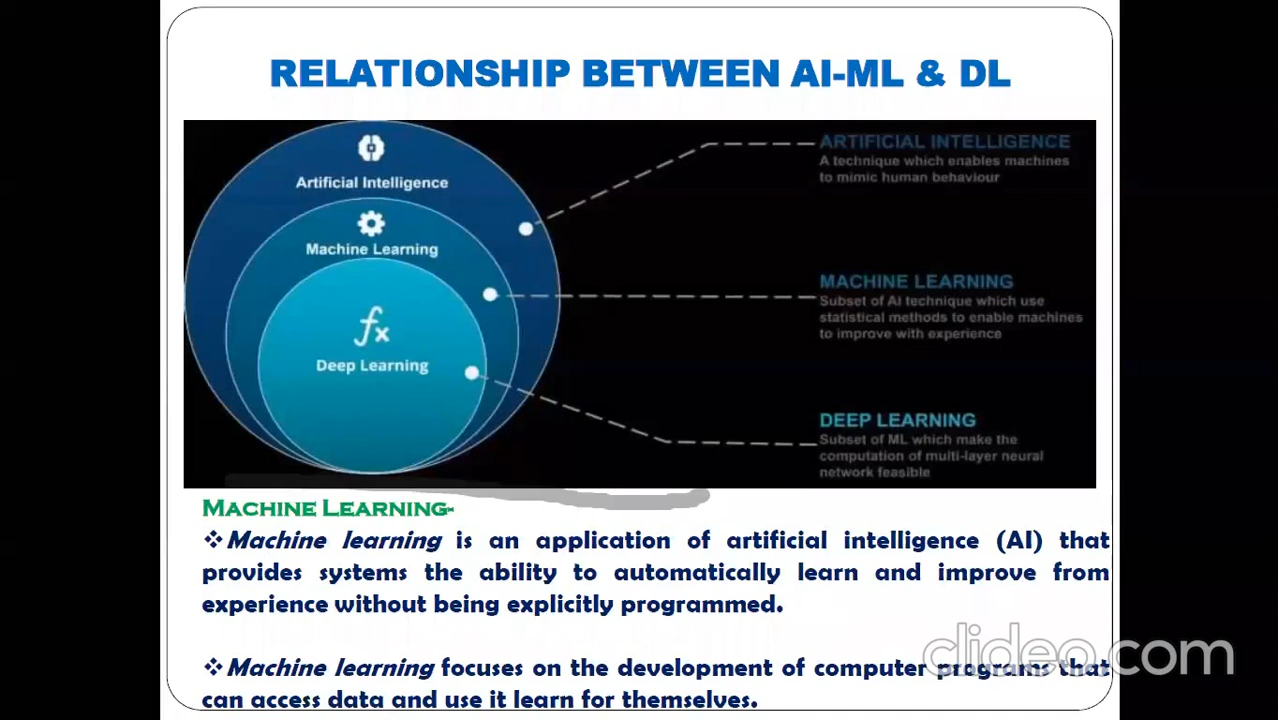 RELATIONSHIP BETWEEN AI-ML & DL
Artificial Intelligence
Machine Learning
fx
Deep Learning
ARTIFICIAL INTELLIGENCE
A technique which enables machines
to mimic human behaviour
MACHINE LEARNING
Subset of AI technique which use
statistical methods to enable machines
to improve with experience
DEEP LEARNING
Subset of ML which make the
computation of multi-layer neural
network feasible
MACHINE LEARNING-
❖Machine learning is an application of artificial intelligence (AI) that
provides systems the ability to automatically learn and improve from
experience without being explicitly programmed.
❖Machine learning focuses on the development of computer programs that
can access data and use it learn for themselves.
clideo.com